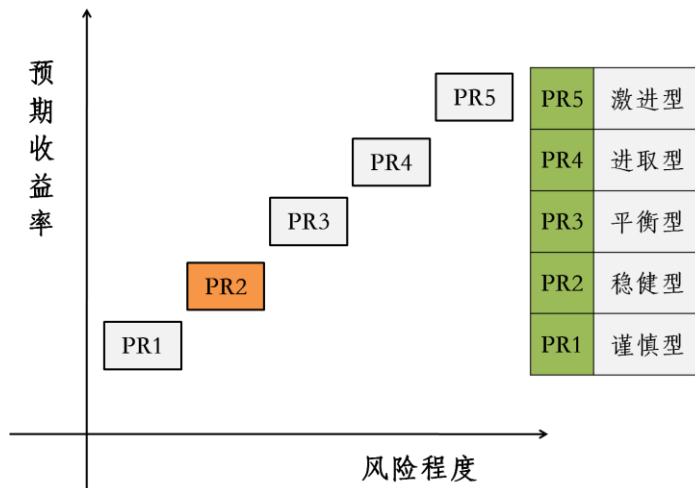 预期收益率
PR5
PR4
PR3
PR2
PR1
风险程度
PR5 激进型
PR4 进取型
PR3 平衡型
PR2 稳健型
PR1 谨慎型